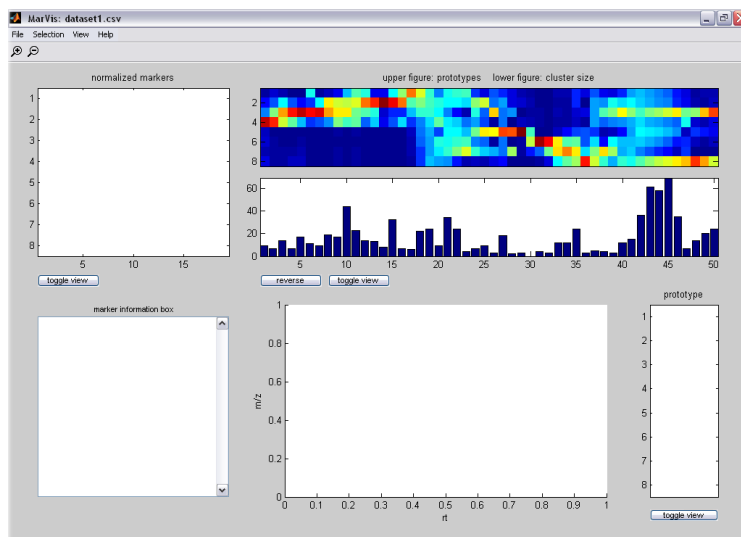 MarVis: dataset1.csv
File Selection View Help
normalized markers
1
2
3
4
5
6
7
8
5 10 15
toggle view
upper figure: prototypes lower figure: cluster size
2
4
6
8
60
40
20
0
5 10 15 20 25 30 35 40 45 50
reverse toggle view
marker information box
1
0.8
0.6
0.4
0.2
0
m/z
0 0.1 0.2 0.3 0.4 0.5 0.6 0.7 0.8 0.9 1
rt
prototype
1
2
3
4
5
6
7
8
toggle view